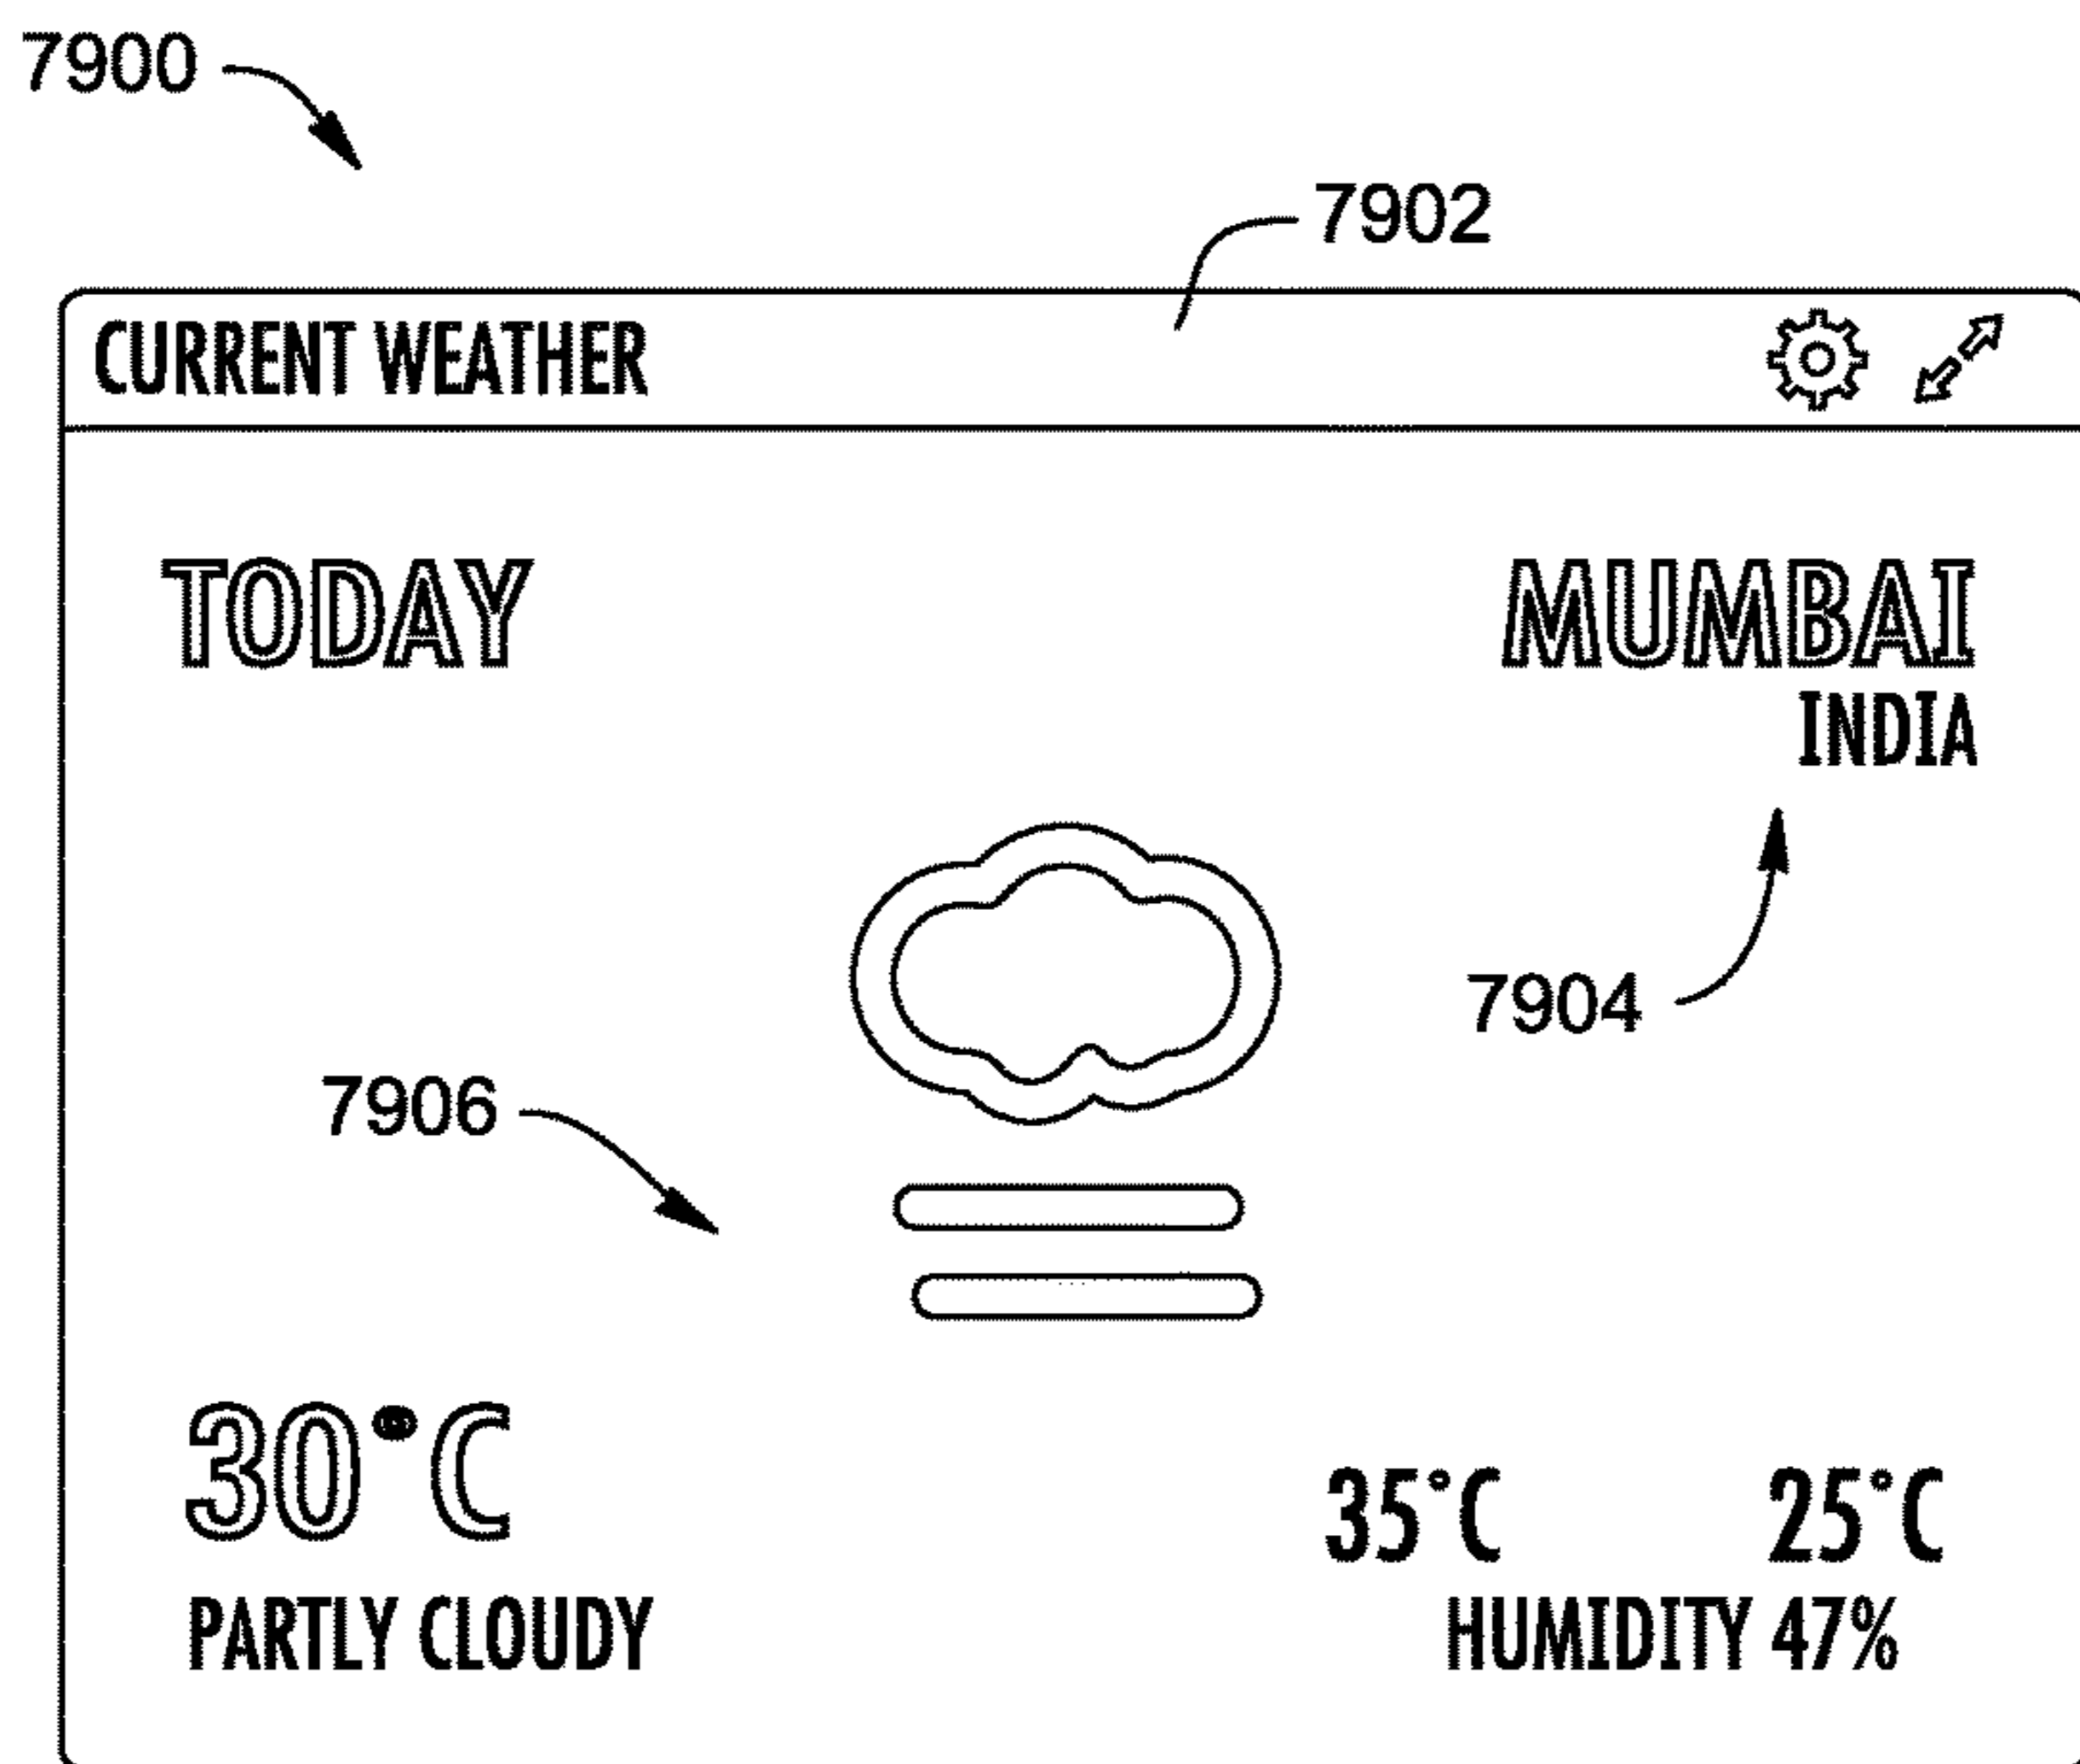 7900
7902
CURRENT WEATHER
TODAY
MUMBAI
INDIA
7904
7906
30°C
35°C 25°C
PARTLY CLOUDY
HUMIDITY 47%